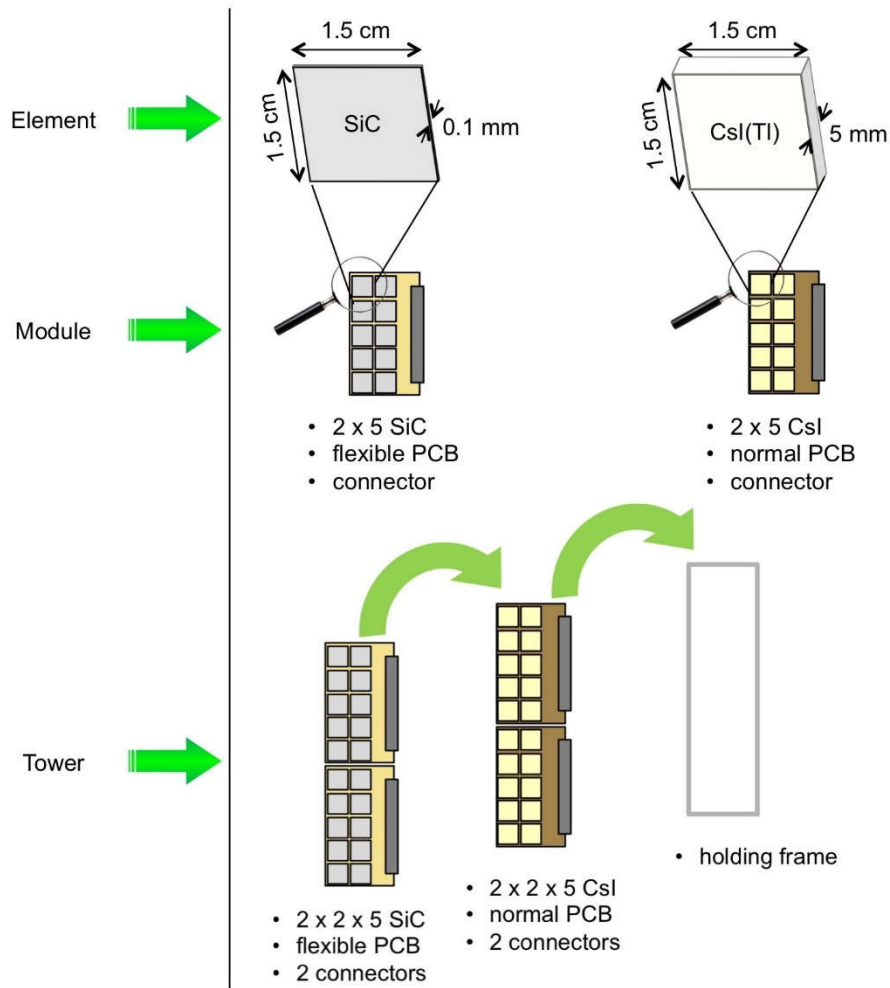 1.5 cm
1.5 cm
Element
1.5 cm
SiC
0.1 mm
1.5 cm
CsI(Tl)
5 mm
Module
• 2 x 5 SiC
• flexible PCB
• connector
• 2 x 5 CsI
• normal PCB
• connector
Tower
• holding frame
• 2 x 2 x 5 CsI
• normal PCB
• 2 connectors
• 2 x 2 x 5 SiC
• flexible PCB
• 2 connectors